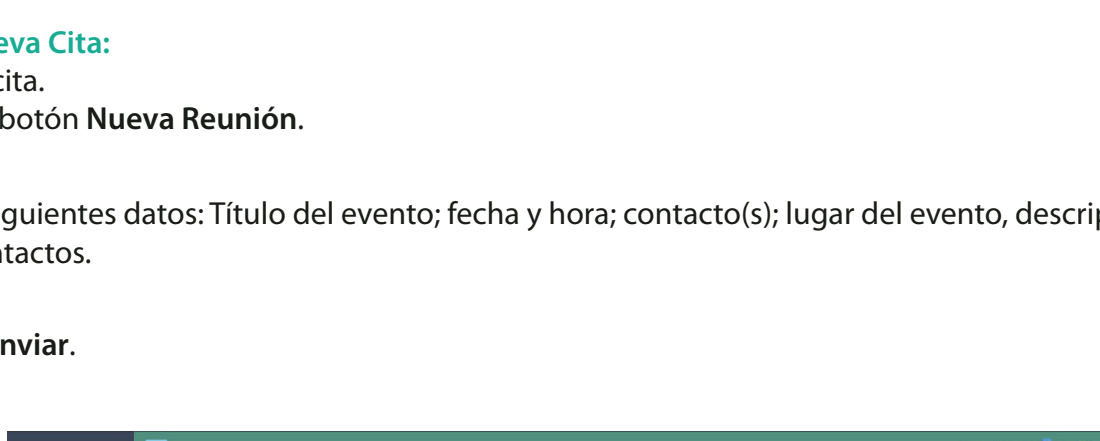 eva Cita:
cita.
botón Nueva Reunión.
guientes datos: Título del evento; fecha y hora; contacto(s); lugar del evento, descrip
ntactos.
nviar.